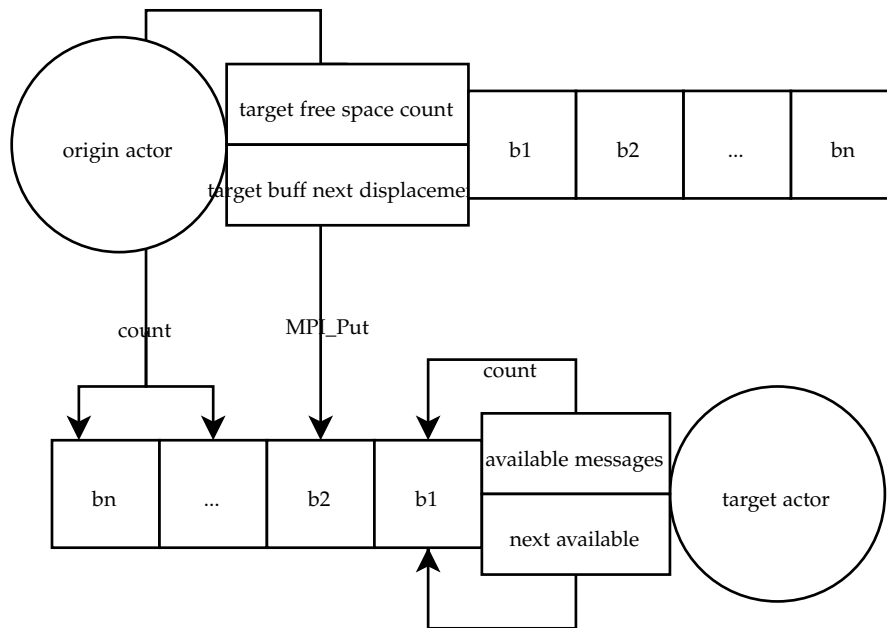 target free space count
origin actor
b1
b2
...
bn
target buff next displaceme
count
MPI_Put
count
available messages
bn
...
b2
b1
target actor
next available